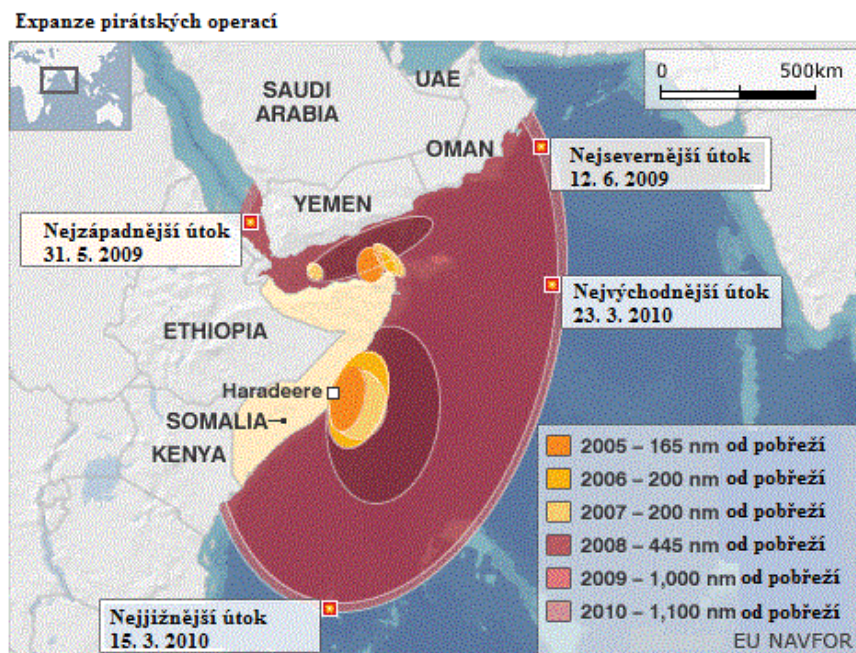 Expanze pirátských operací
0 500km
UAE
SAUDI
ARABIA
OMAN
Nejsevernější útok
12. 6. 2009
YEMEN
Nejzápadnější útok
31. 5. 2009
Nejvýchodnější útok
23. 3. 2010
ETHIOPIA
Haradeere
SOMALIA
KENYA
2005 – 165 nm od pobřeží
2006 – 200 nm od pobřeží
2007 – 200 nm od pobřeží
2008 – 445 nm od pobřeží
2009 – 1,000 nm od pobřeží
2010 – 1,100 nm od pobřeží
Nejjižnější útok
15. 3. 2010
EU NAVFOR